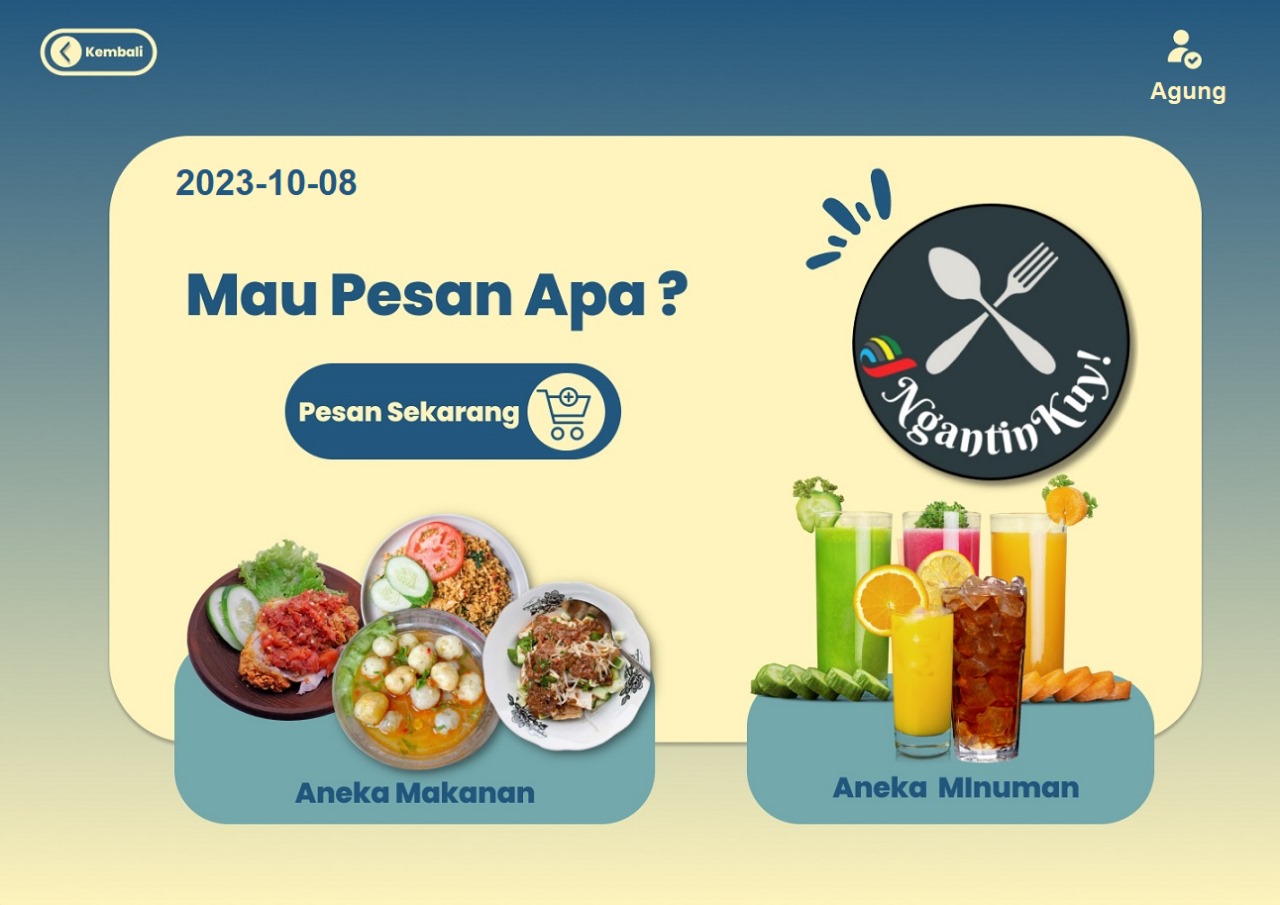 Kembali
Agung
2023-10-08
Mau Pesan Apa ?
Pesan Sekarang
NgantinKuy!
Aneka Makanan
Aneka MInuman